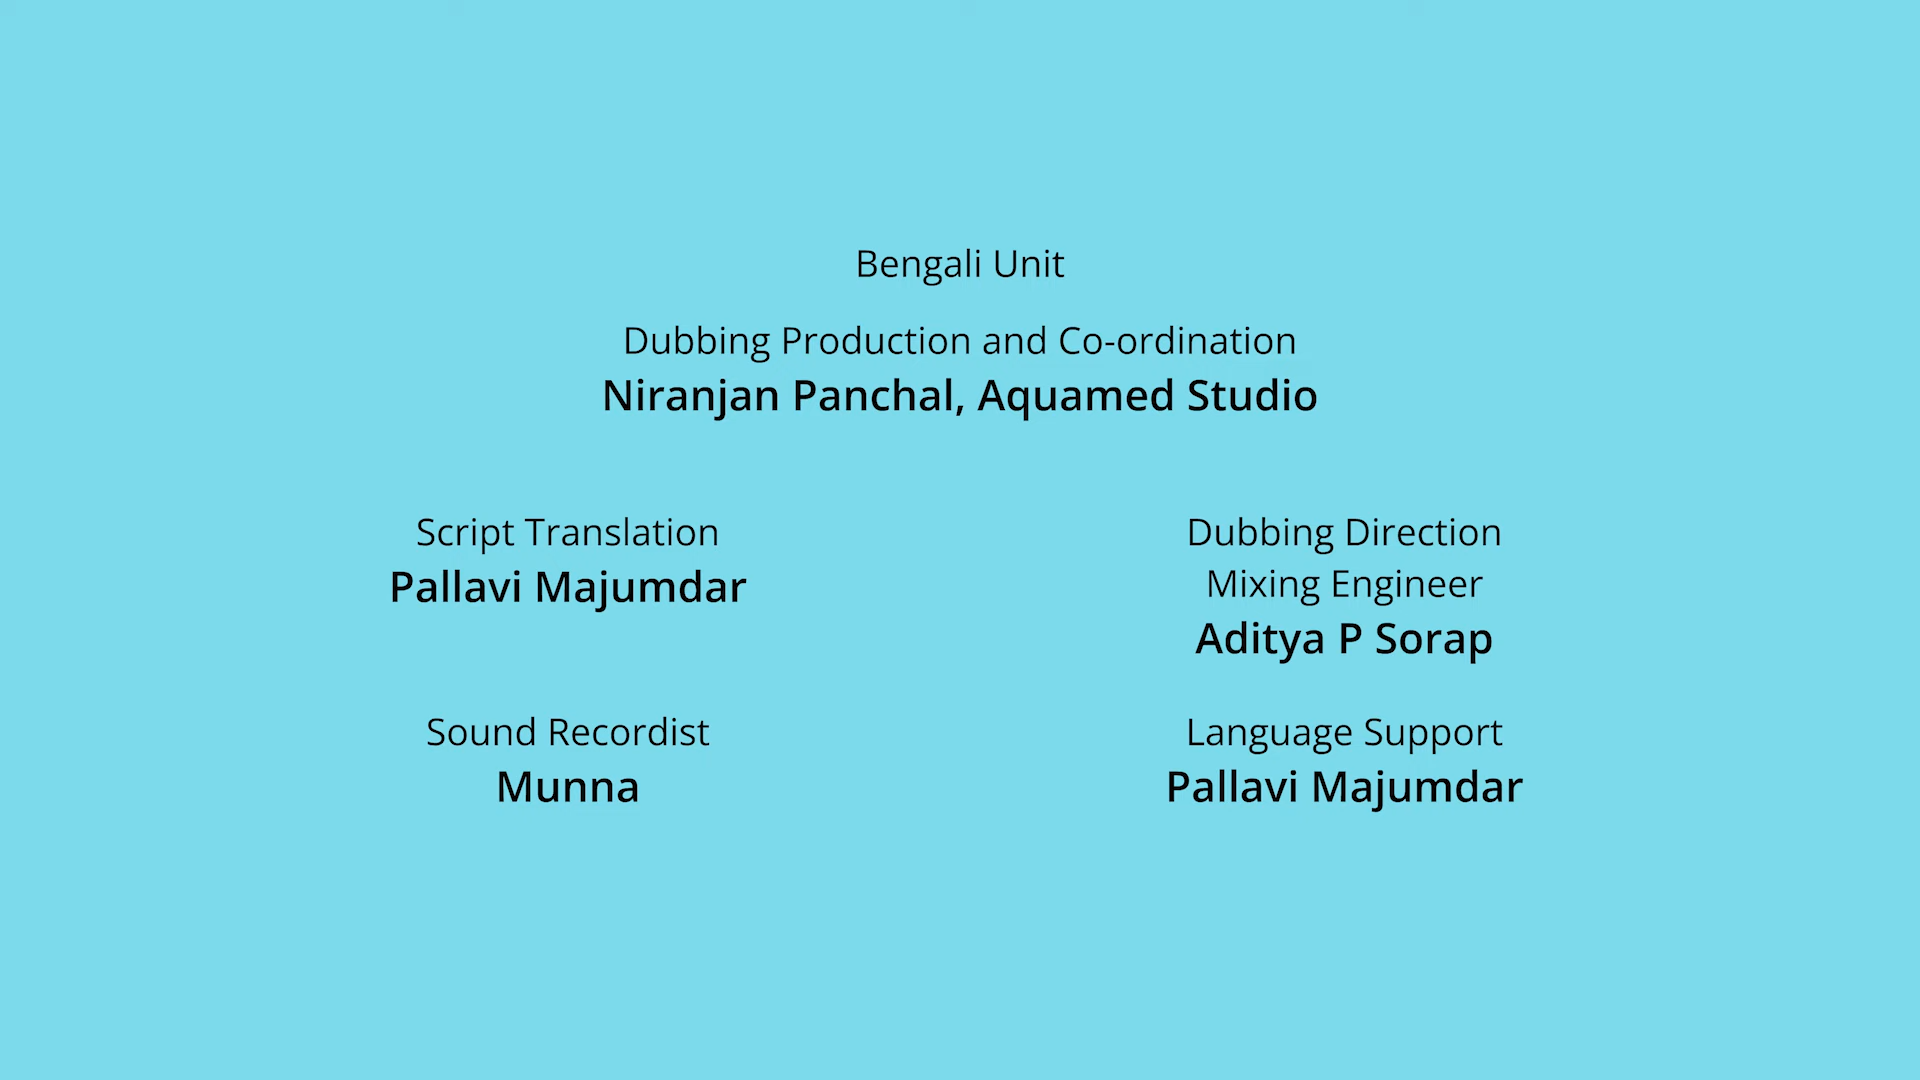 Bengali Unit
Dubbing Production and Co-ordination
Niranjan Panchal, Aquamed Studio
Script Translation
Pallavi Majumdar
Dubbing Direction
Mixing Engineer
Aditya P Sorap
Sound Recordist
Munna
Language Support
Pallavi Majumdar